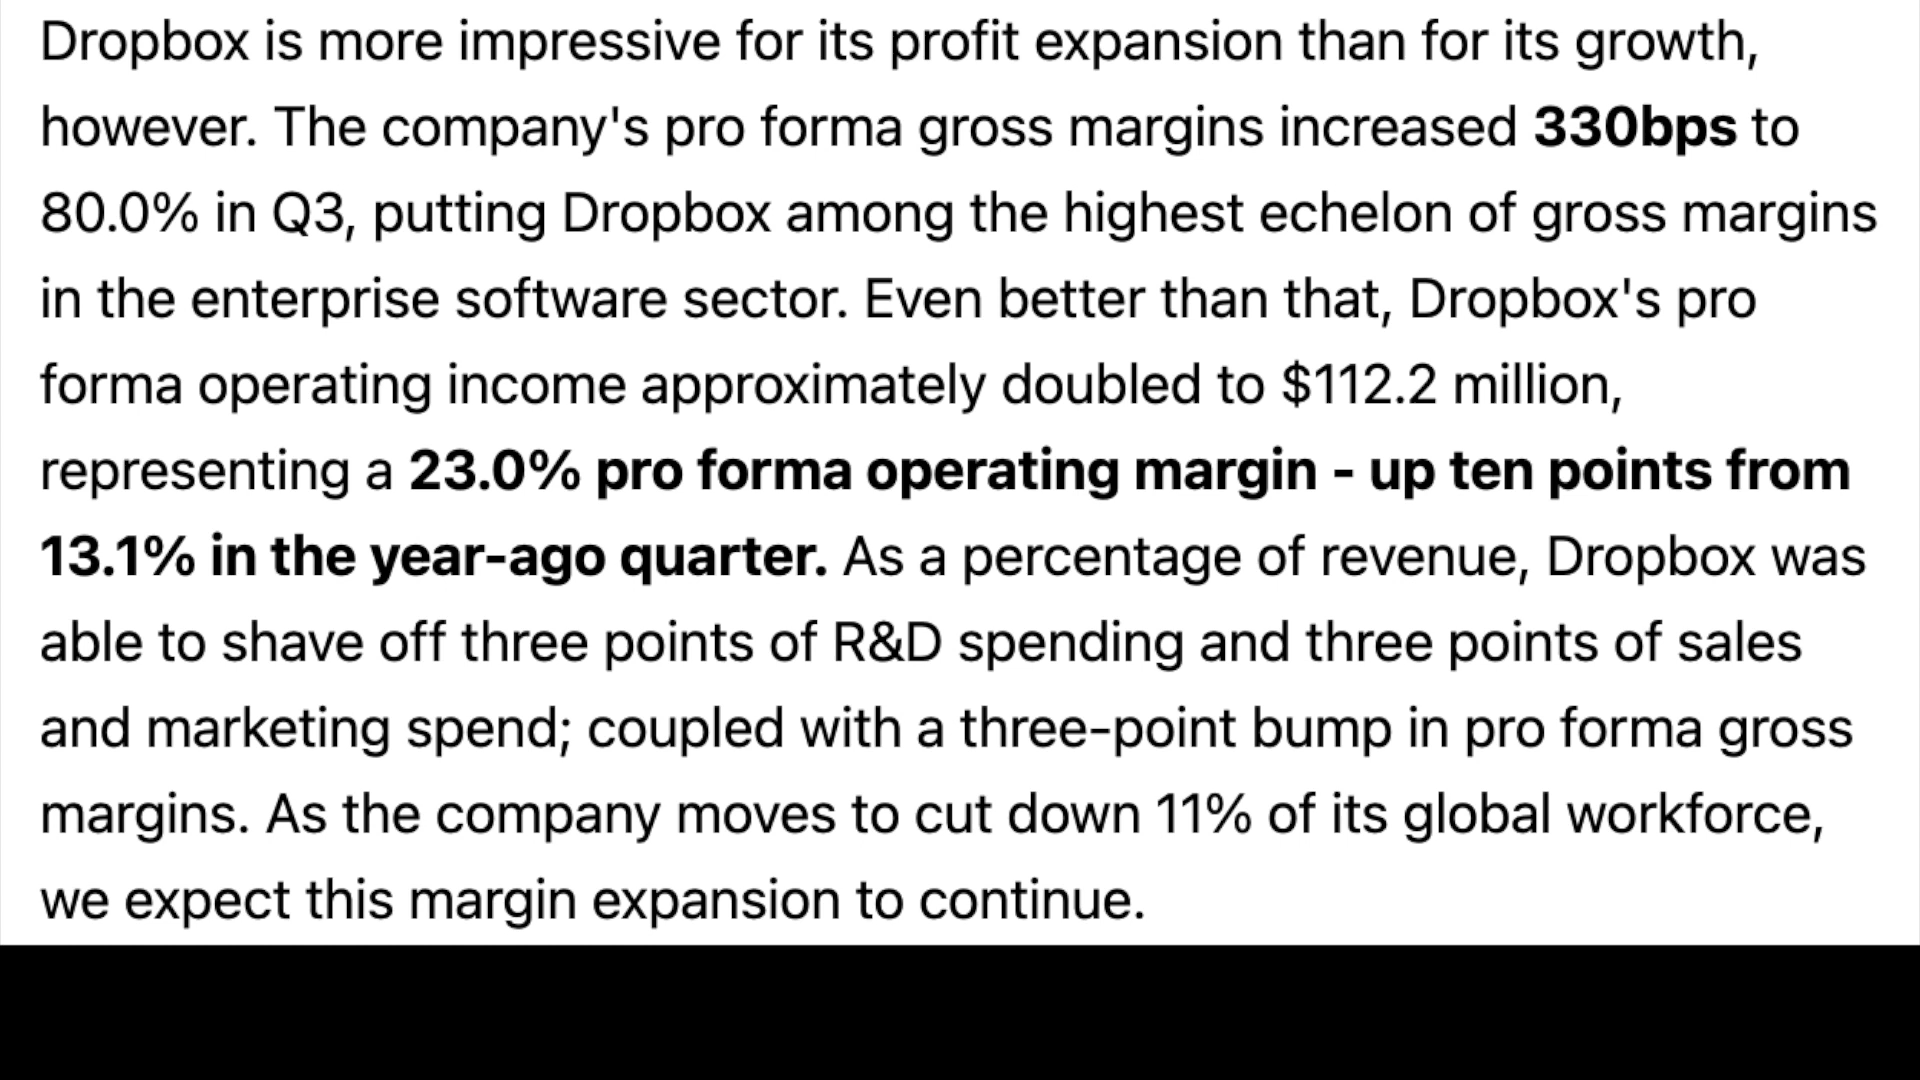 Dropbox is more impressive for its profit expansion than for its growth,
however. The company's pro forma gross margins increased 330bps to
80.0% in Q3, putting Dropbox among the highest echelon of gross margins
in the enterprise software sector. Even better than that, Dropbox's pro
forma operating income approximately doubled to $112.2 million,
representing a 23.0% pro forma operating margin - up ten points from
13.1% in the year-ago quarter. As a percentage of revenue, Dropbox was
able to shave off three points of R&D spending and three points of sales
and marketing spend; coupled with a three-point bump in pro forma gross
margins. As the company moves to cut down 11% of its global workforce,
we expect this margin expansion to continue.